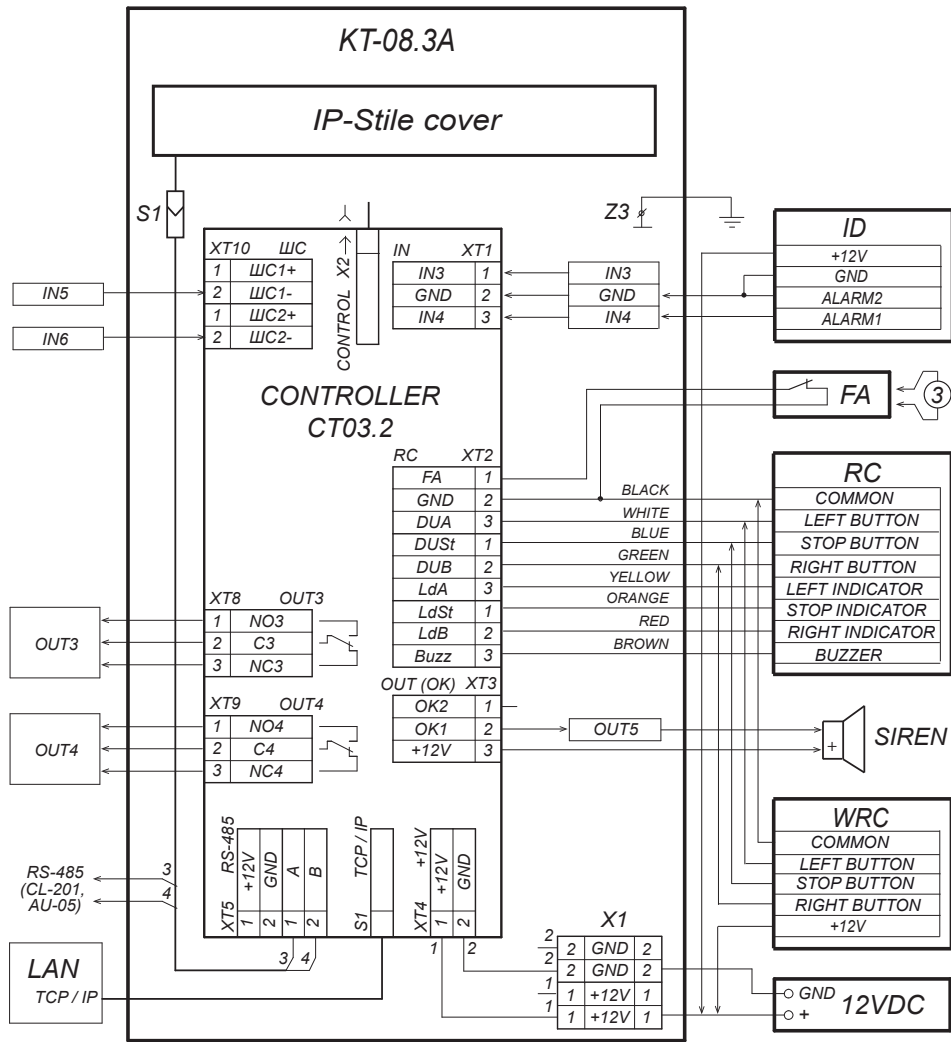 KT-08.3A
IP-Stile cover
S1
Z3
XT10 ШС
1 ШС1+
2 ШС1-
1 ШС2+
2 ШС2-
IN5
IN6
CONTROL X2
IN XT1
IN3 1
GND 2
IN4 3
IN3
GND
IN4
ID
+12V
GND
ALARM2
ALARM1
CONTROLLER
CT03.2
FA
3
RC XT2
FA 1
GND 2
DUA 3
DUSt 1
DUB 2
LdA 3
LdSt 1
LdB 2
Buzz 3
BLACK
WHITE
BLUE
GREEN
YELLOW
ORANGE
RED
BROWN
RC
COMMON
LEFT BUTTON
STOP BUTTON
RIGHT BUTTON
LEFT INDICATOR
STOP INDICATOR
RIGHT INDICATOR
BUZZER
OUT3
XT8 OUT3
1 NO3
2 C3
3 NC3
OUT4
XT9 OUT4
1 NO4
2 C4
3 NC4
OUT (OK) XT3
OK2 1
OK1 2
+12V 3
OUT5
+
SIREN
WRC
COMMON
LEFT BUTTON
STOP BUTTON
RIGHT BUTTON
+12V
RS-485
(CL-201,
AU-05)
3
4
XT5 RS-485
1 +12V
2 GND
1 A
2 B
3 4
S1 TCP / IP
XT4 +12V
1 +12V
2 GND
1 2
LAN
TCP / IP
X1
2 2 GND 2
2 2 GND 2
1 1 +12V 1
1 1 +12V 1
GND
+
12VDC